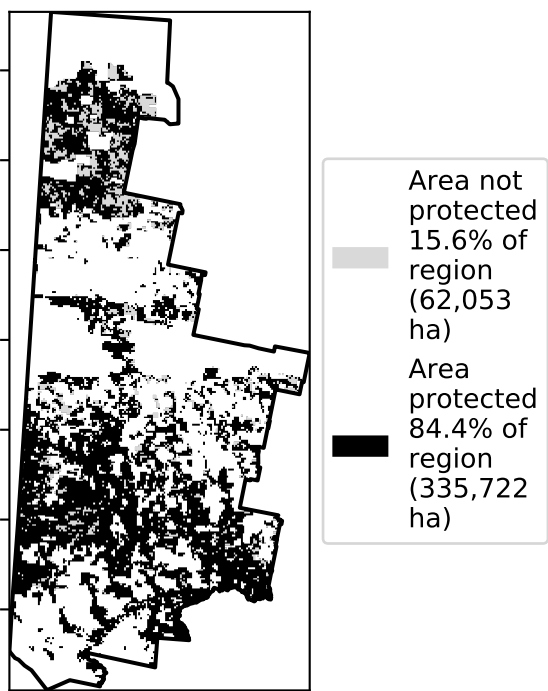 Area not
protected
15.6% of
region
(62,053
ha)
Area
protected
84.4% of
region
(335,722
ha)